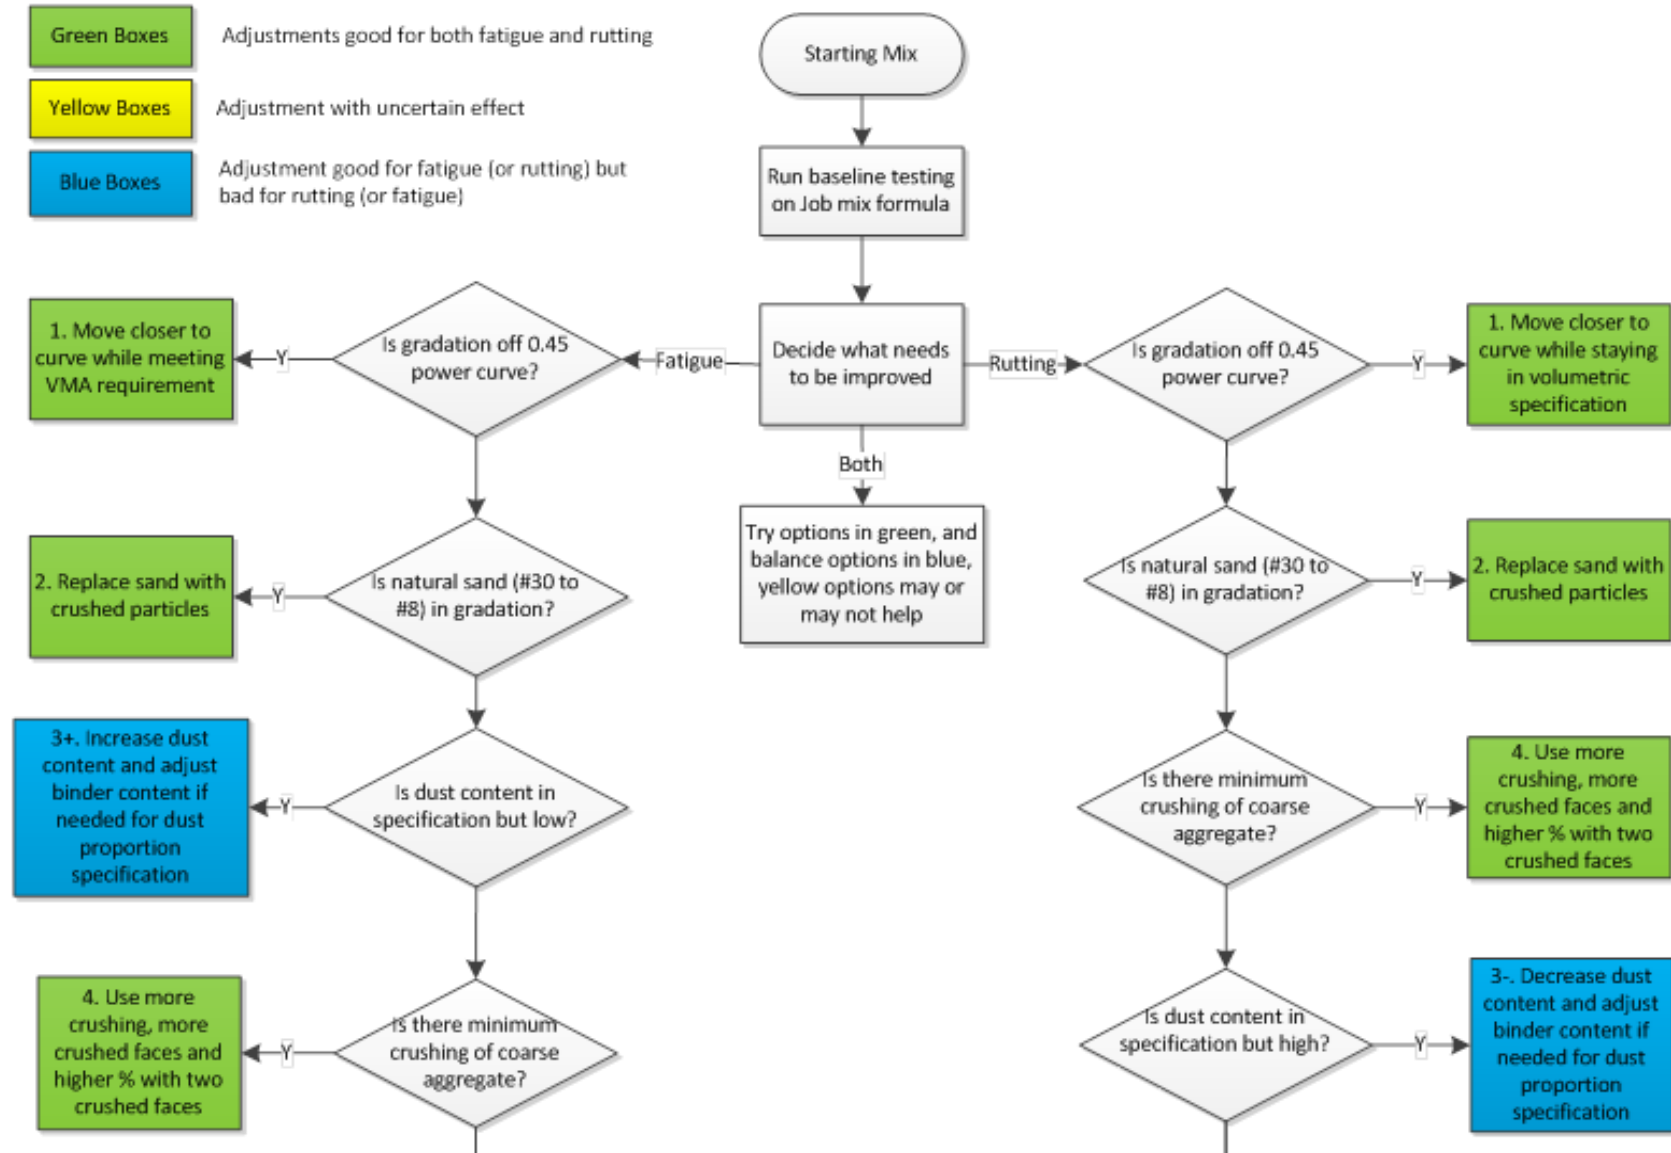 Green Boxes
Adjustments good for both fatigue and rutting
Yellow Boxes
Adjustment with uncertain effect
Blue Boxes
Adjustment good for fatigue (or rutting) but
bad for rutting (or fatigue)
Starting Mix
Run baseline testing
on Job mix formula
Decide what needs
to be improved
Fatigue
Rutting
Both
Try options in green, and
balance options in blue,
yellow options may or
may not help
Is gradation off 0.45
power curve?
Y
1. Move closer to
curve while meeting
VMA requirement
Is natural sand (#30 to
#8) in gradation?
Y
2. Replace sand with
crushed particles
Is dust content in
specification but low?
Y
3+. Increase dust
content and adjust
binder content if
needed for dust
proportion
specification
Is there minimum
crushing of coarse
aggregate?
Y
4. Use more
crushing, more
crushed faces and
higher % with two
crushed faces
Is gradation off 0.45
power curve?
Y
1. Move closer to
curve while staying
in volumetric
specification
Is natural sand (#30 to
#8) in gradation?
Y
2. Replace sand with
crushed particles
Is there minimum
crushing of coarse
aggregate?
Y
4. Use more
crushing, more
crushed faces and
higher % with two
crushed faces
Is dust content in
specification but high?
Y
3-. Decrease dust
content and adjust
binder content if
needed for dust
proportion
specification